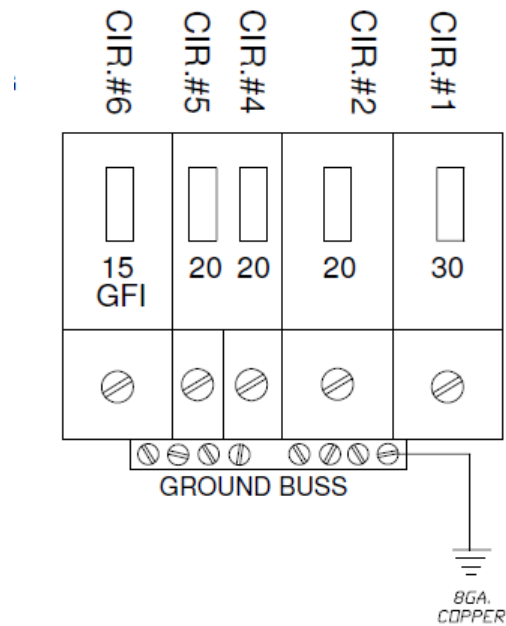 CIR.#6 CIR.#5 CIR.#4 CIR.#2 CIR.#1
15 20 20 20 30
GFI
GROUND BUSS
8GA.
COPPER